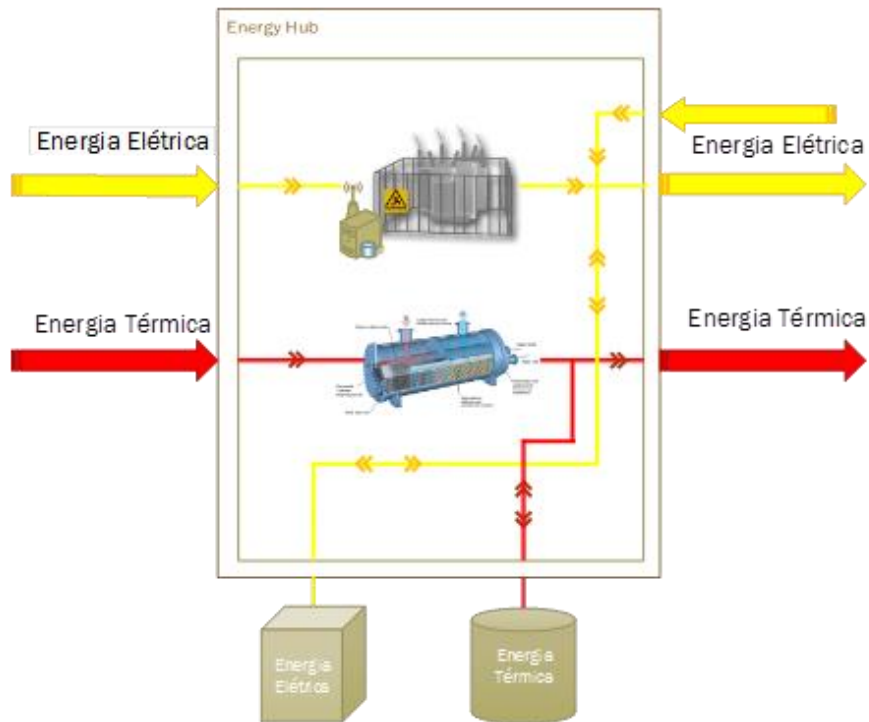 Energy Hub
Energia Elétrica
Energia Elétrica
Energia Térmica
Energia Térmica
Energia
Elétrica
Energia
Térmica